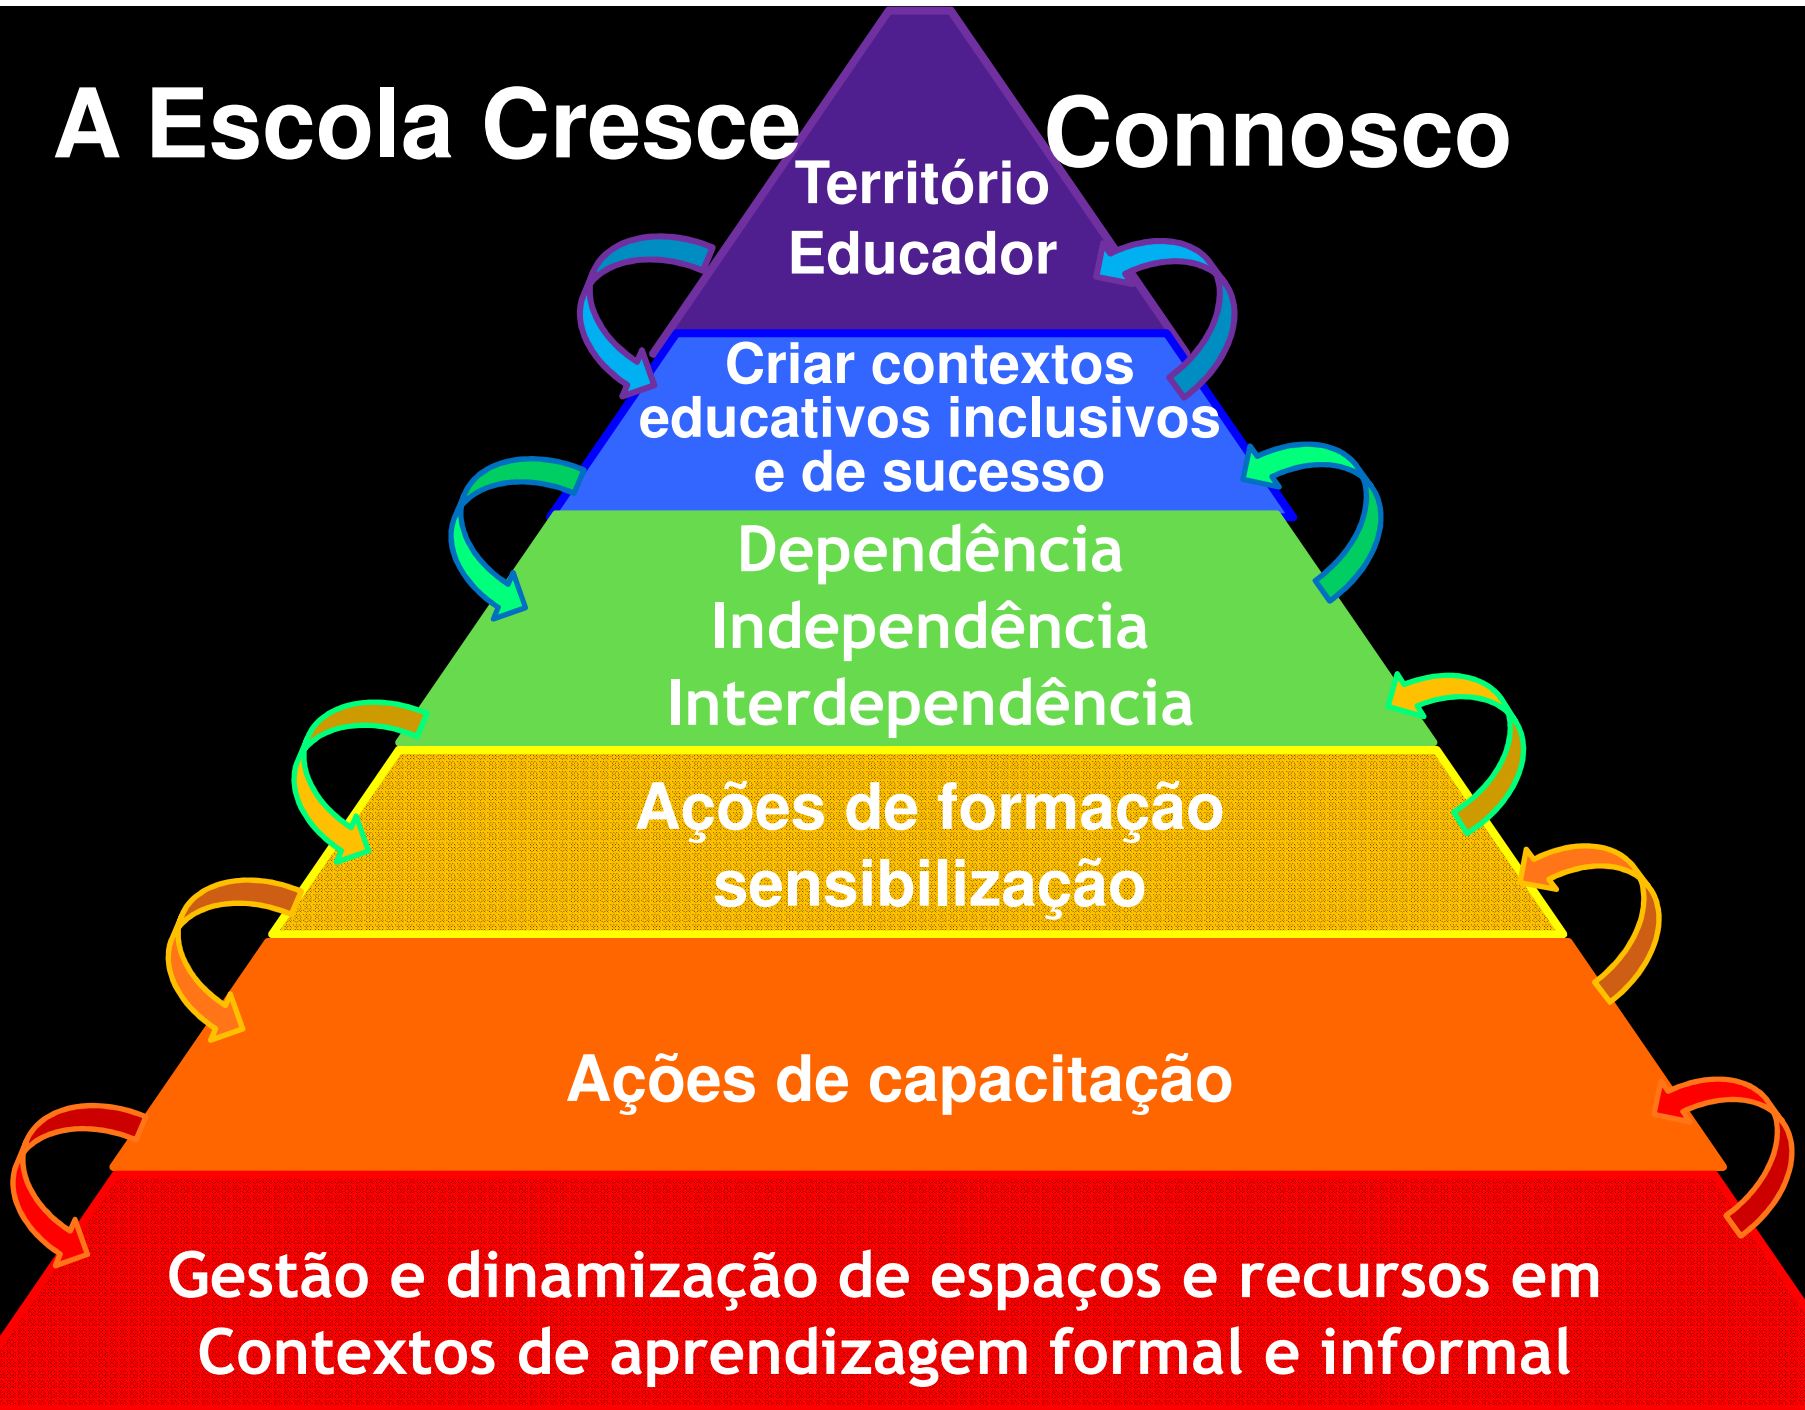 A Escola Cresce Connosco
Território
Educador
Criar contextos
educativos inclusivos
e de sucesso
Dependência
Independência
Interdependência
Ações de formação
sensibilização
Ações de capacitação
Gestão e dinamização de espaços e recursos em
Contextos de aprendizagem formal e informal